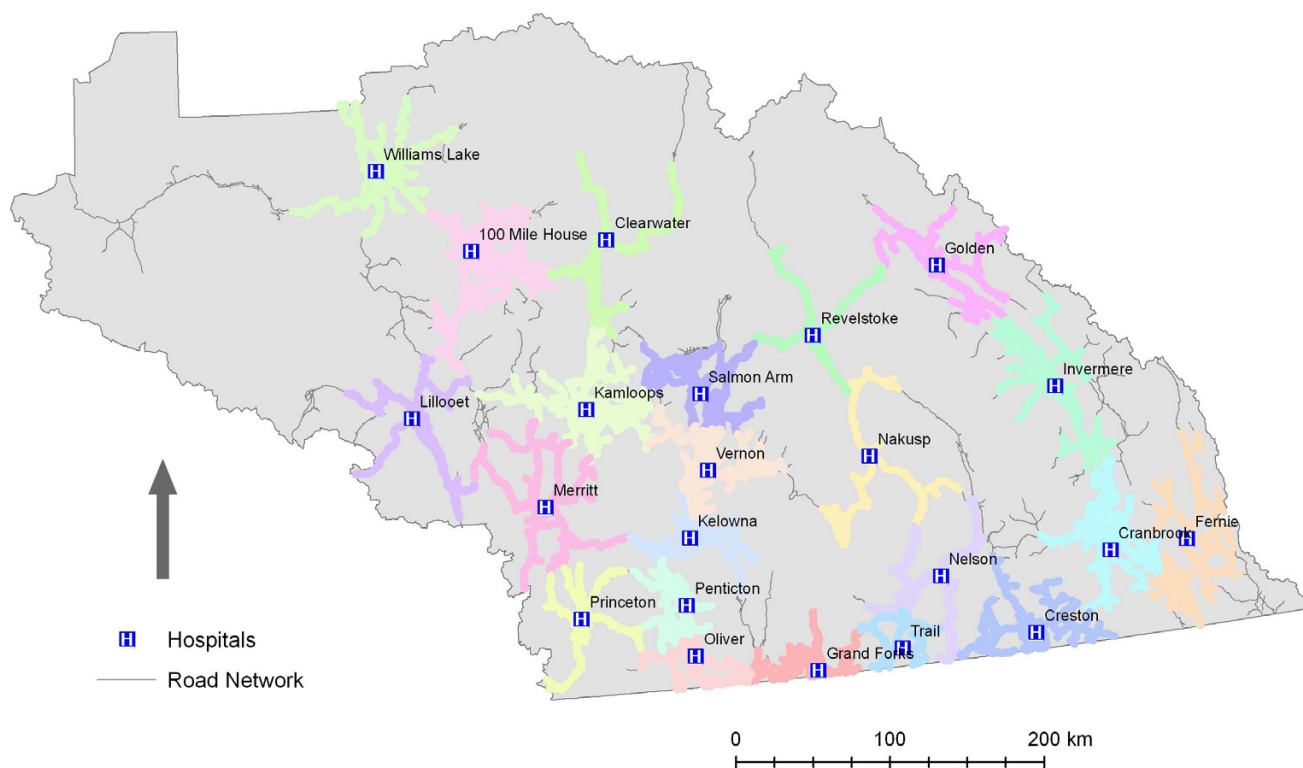 Williams Lake
100 Mile House
Clearwater
Golden
Revelstoke
Invermere
Salmon Arm
Kamloops
Lillooet
Nakusp
Vernon
Merritt
Kelowna
Cranbrook
Fernie
Nelson
Penticton
Princeton
Creston
Oliver
Trail
Grand Forks
H Hospitals
Road Network
0 100 200 km